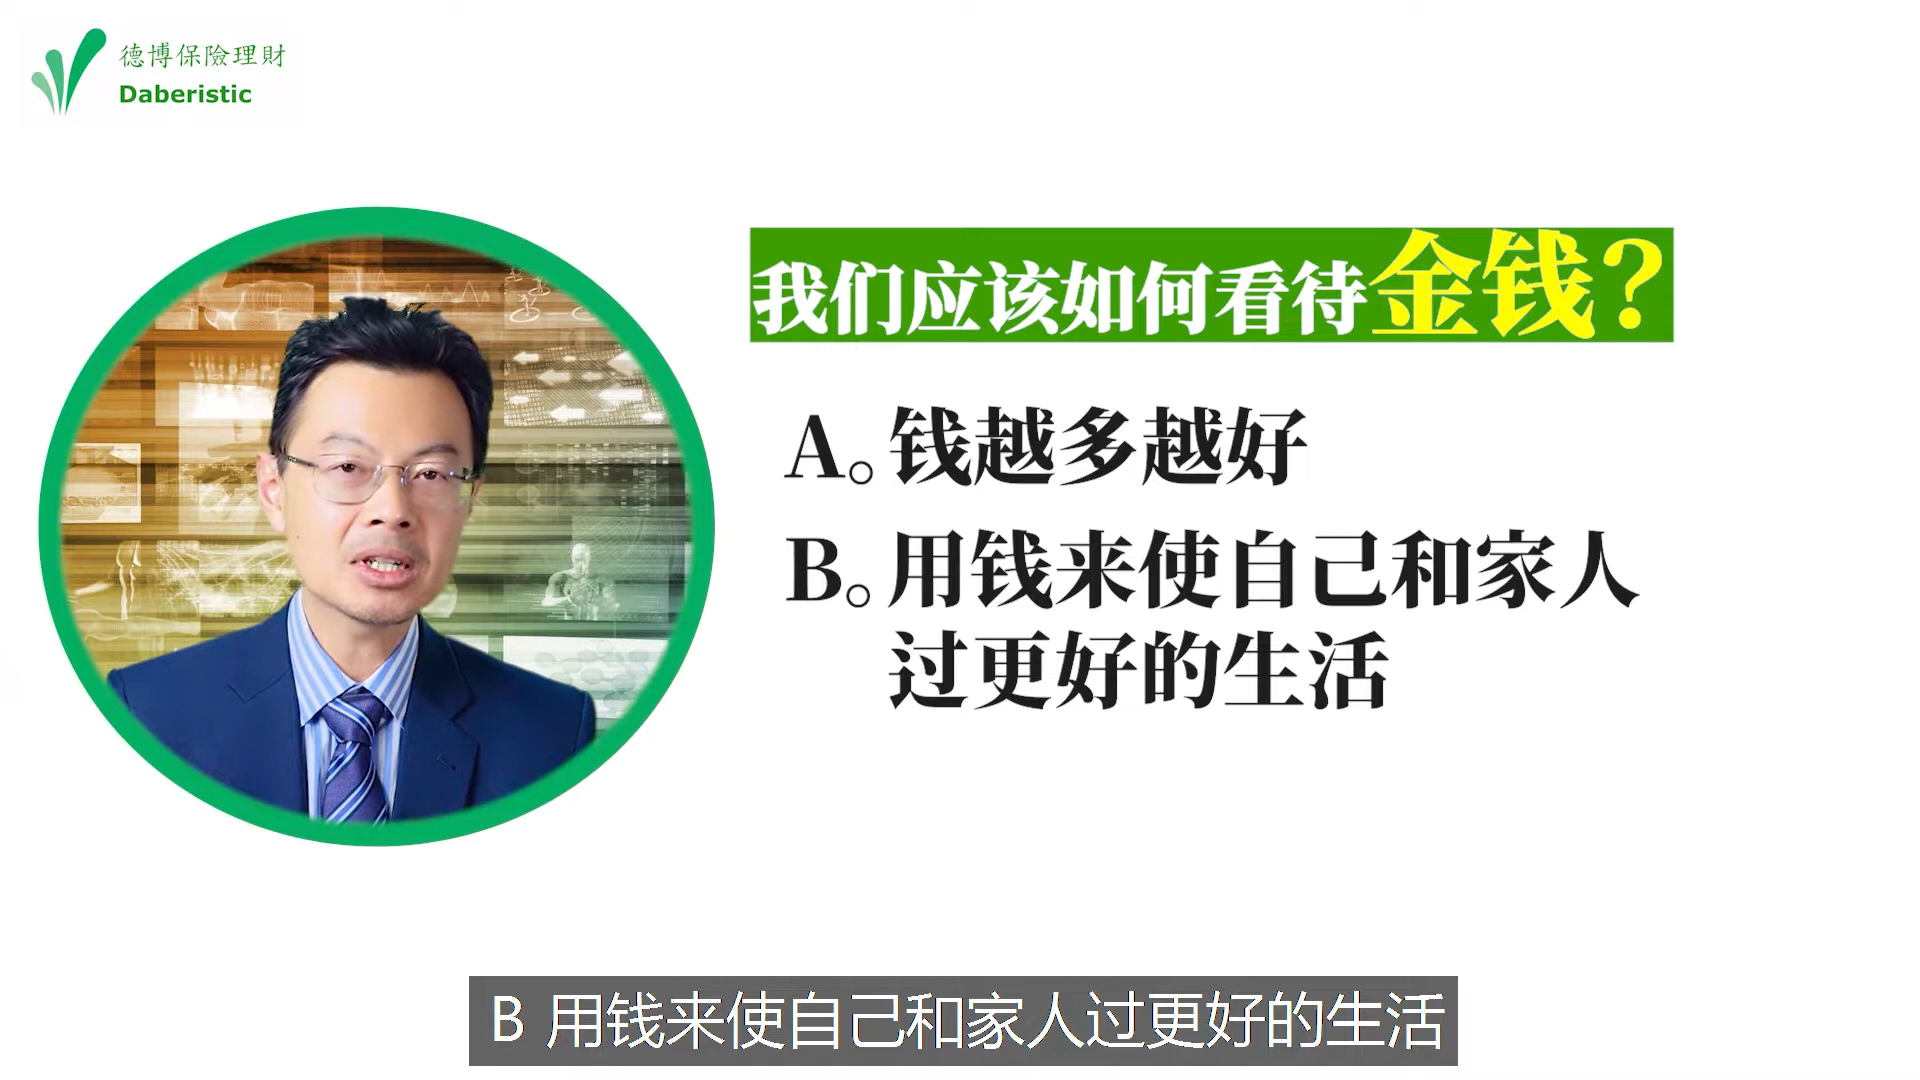 德博保險理財
Daberistic
我们应该如何看待金钱？
A。钱越多越好
B。用钱来使自己和家人
过更好的生活
B 用钱来使自己和家人过更好的生活